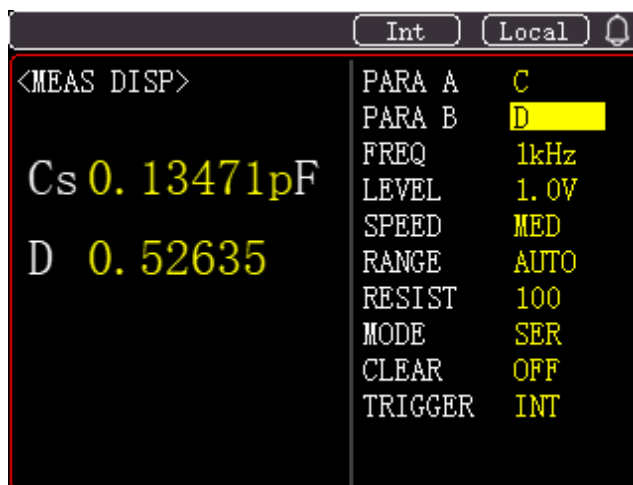 Int Local
<MEAS DISP>
Cs 0.13471pF
D 0.52635
PARA A C
PARA B D
FREQ 1kHz
LEVEL 1.0V
SPEED MED
RANGE AUTO
RESIST 100
MODE SER
CLEAR OFF
TRIGGER INT